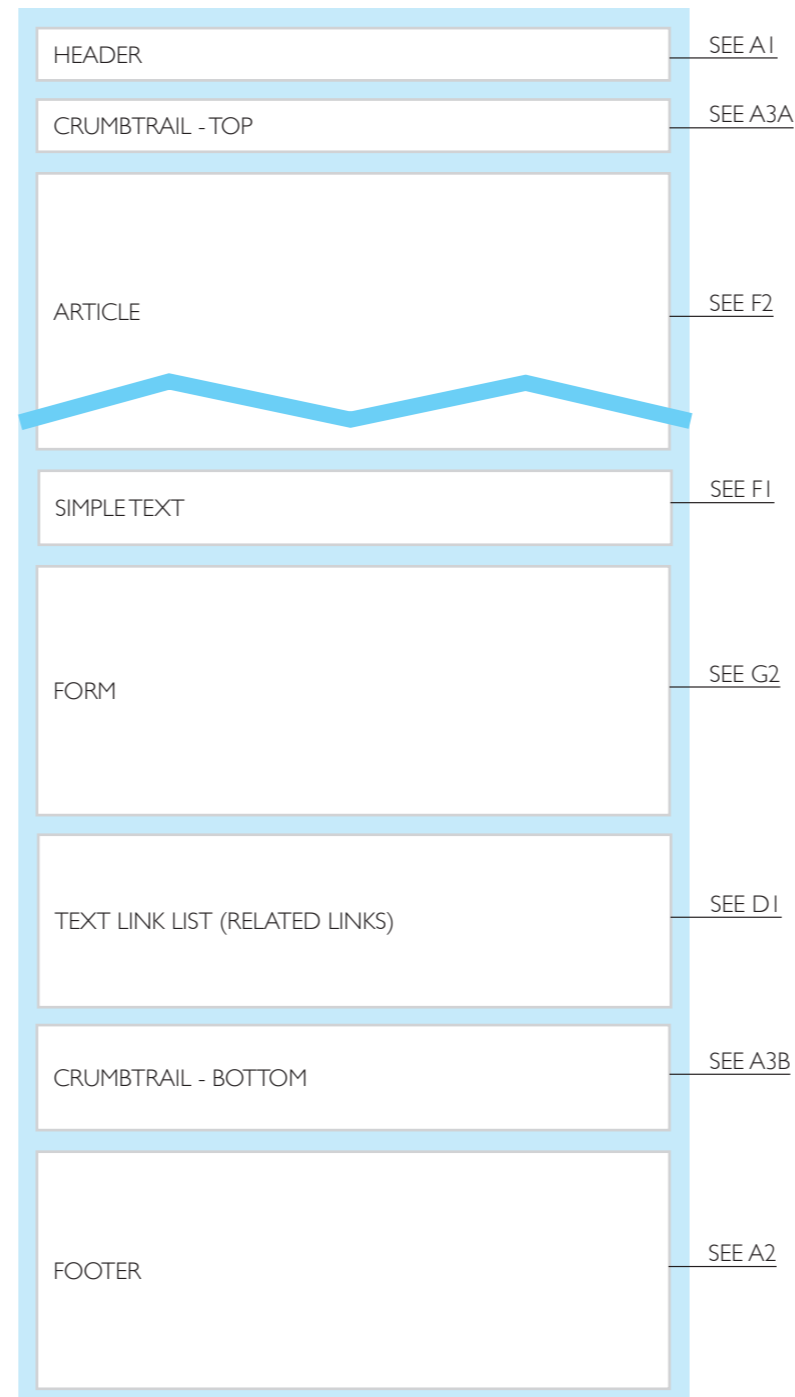 HEADER
SEE A1
CRUMBTRAIL - TOP
SEE A3A
ARTICLE
SEE F2
SIMPLE TEXT
SEE F1
FORM
SEE G2
TEXT LINK LIST (RELATED LINKS)
SEE D1
CRUMBTRAIL - BOTTOM
SEE A3B
FOOTER
SEE A2